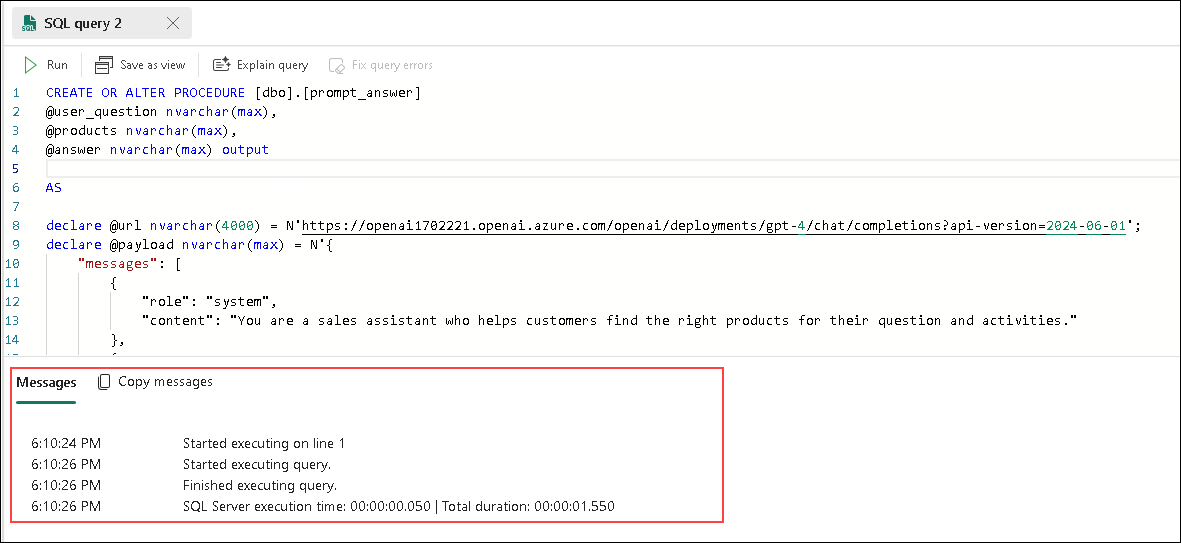 SQL query 2
Run Save as view Explain query Fix query errors
1 CREATE OR ALTER PROCEDURE [dbo].[prompt_answer]
2 @user_question nvarchar(max),
3 @products nvarchar(max),
4 @answer nvarchar(max) output
5
6 AS
7
8 declare @url nvarchar(4000) = N'https://openai1702221.openai.azure.com/openai/deployments/gpt-4/chat/completions?api-version=2024-06-01';
9 declare @payload nvarchar(max) = N'{
10 "messages": [
11 {
12 "role": "system",
13 "content": "You are a sales assistant who helps customers find the right products for their question and activities."
14 },
Messages Copy messages
6:10:24 PM Started executing on line 1
6:10:26 PM Started executing query.
6:10:26 PM Finished executing query.
6:10:26 PM SQL Server execution time: 00:00:00.050 | Total duration: 00:00:01.550